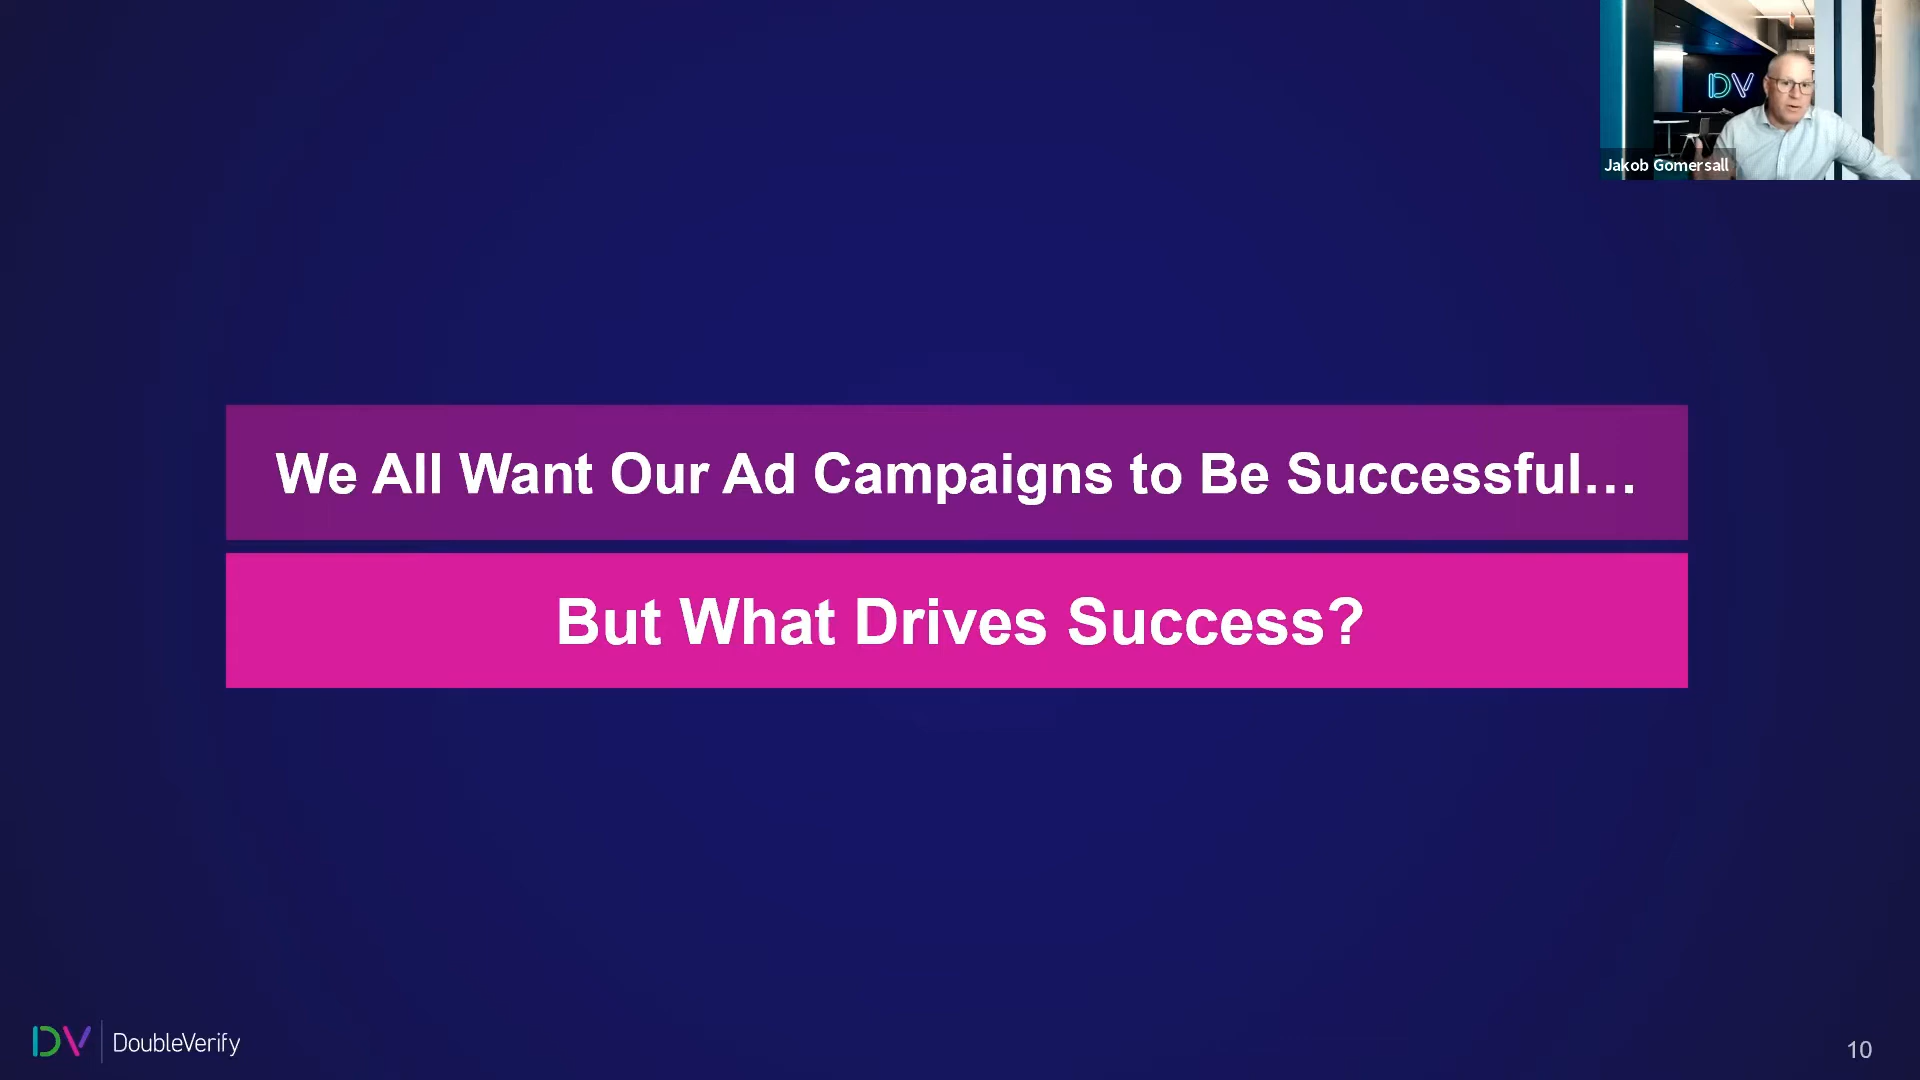 DV
Jakob Gomersall
We All Want Our Ad Campaigns to Be Successful…
But What Drives Success?
DV DoubleVerify
10